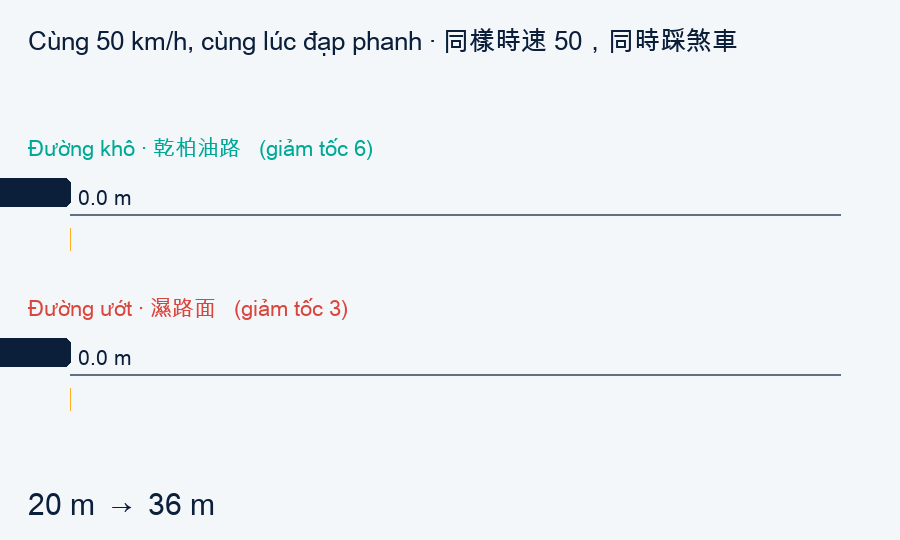 Cùng 50 km/h, cùng lúc đạp phanh · 同樣時速 50，同時踩煞車
Đường khô · 乾柏油路 (giảm tốc 6)
0.0 m
Đường ướt · 濕路面 (giảm tốc 3)
0.0 m
20 m → 36 m